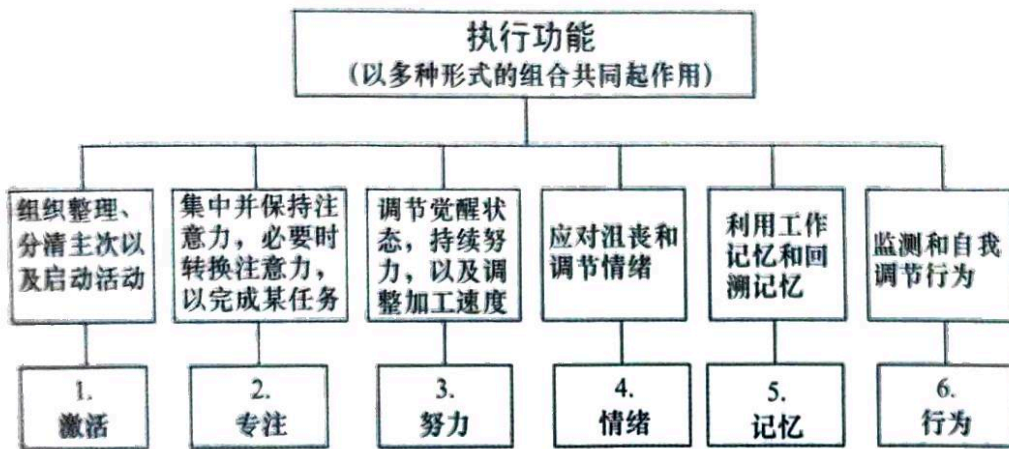 执行功能
(以多种形式的组合共同起作用)
组织整理、
分清主次以
及启动活动
集中并保持注
意力，必要时
转换注意力，
以完成某任务
调节觉醒状
态，持续努
力，以及调
整加工速度
应对沮丧和
调节情绪
利用工作
记忆和回
溯记忆
监测和自我
调节行为
1.
激活
2.
专注
3.
努力
4.
情绪
5.
记忆
6.
行为